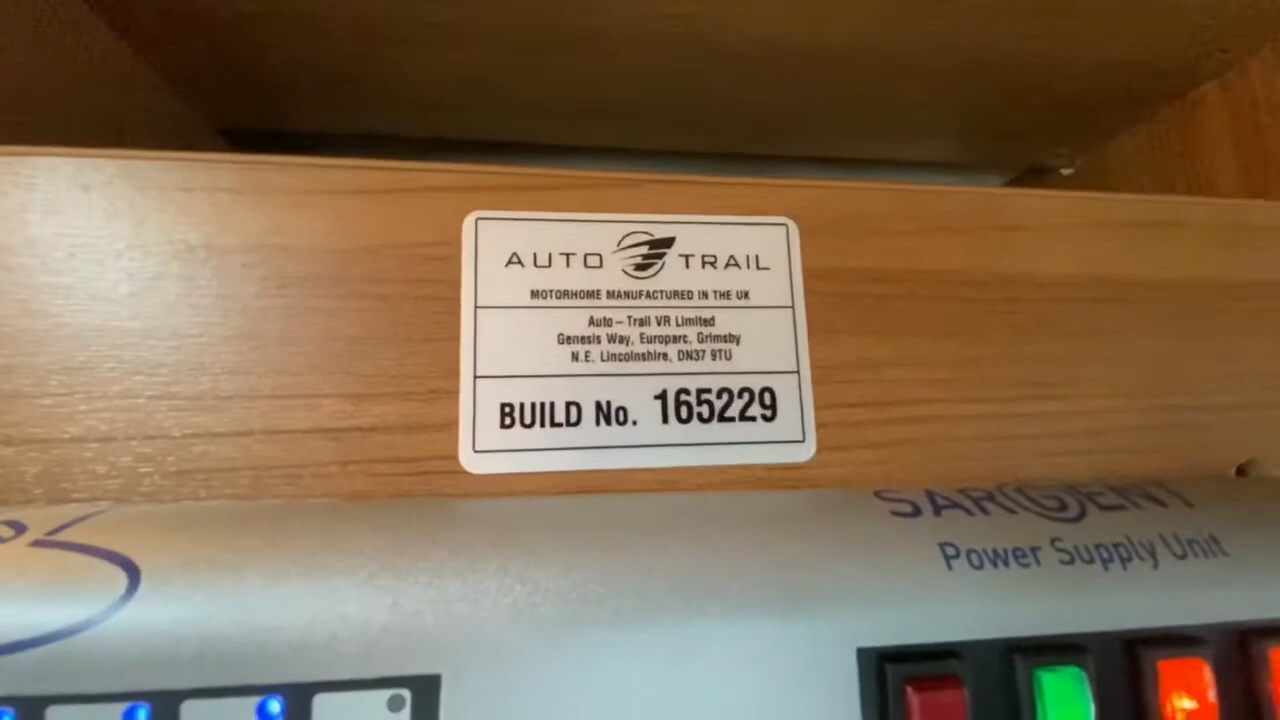 AUTO TRAIL
MOTORHOME MANUFACTURED IN THE UK
Auto - Trail VR Limited
Genesis Way, Europarc, Grimsby
N.E. Lincolnshire, DN37 9TU
BUILD No. 165229
SARGENT
Power Supply Unit